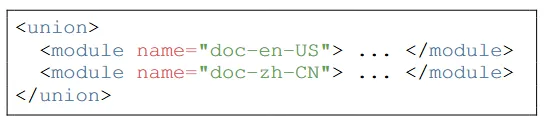 <union>
  <module name="doc-en-US"> ... </module>
  <module name="doc-zh-CN"> ... </module>
</union>